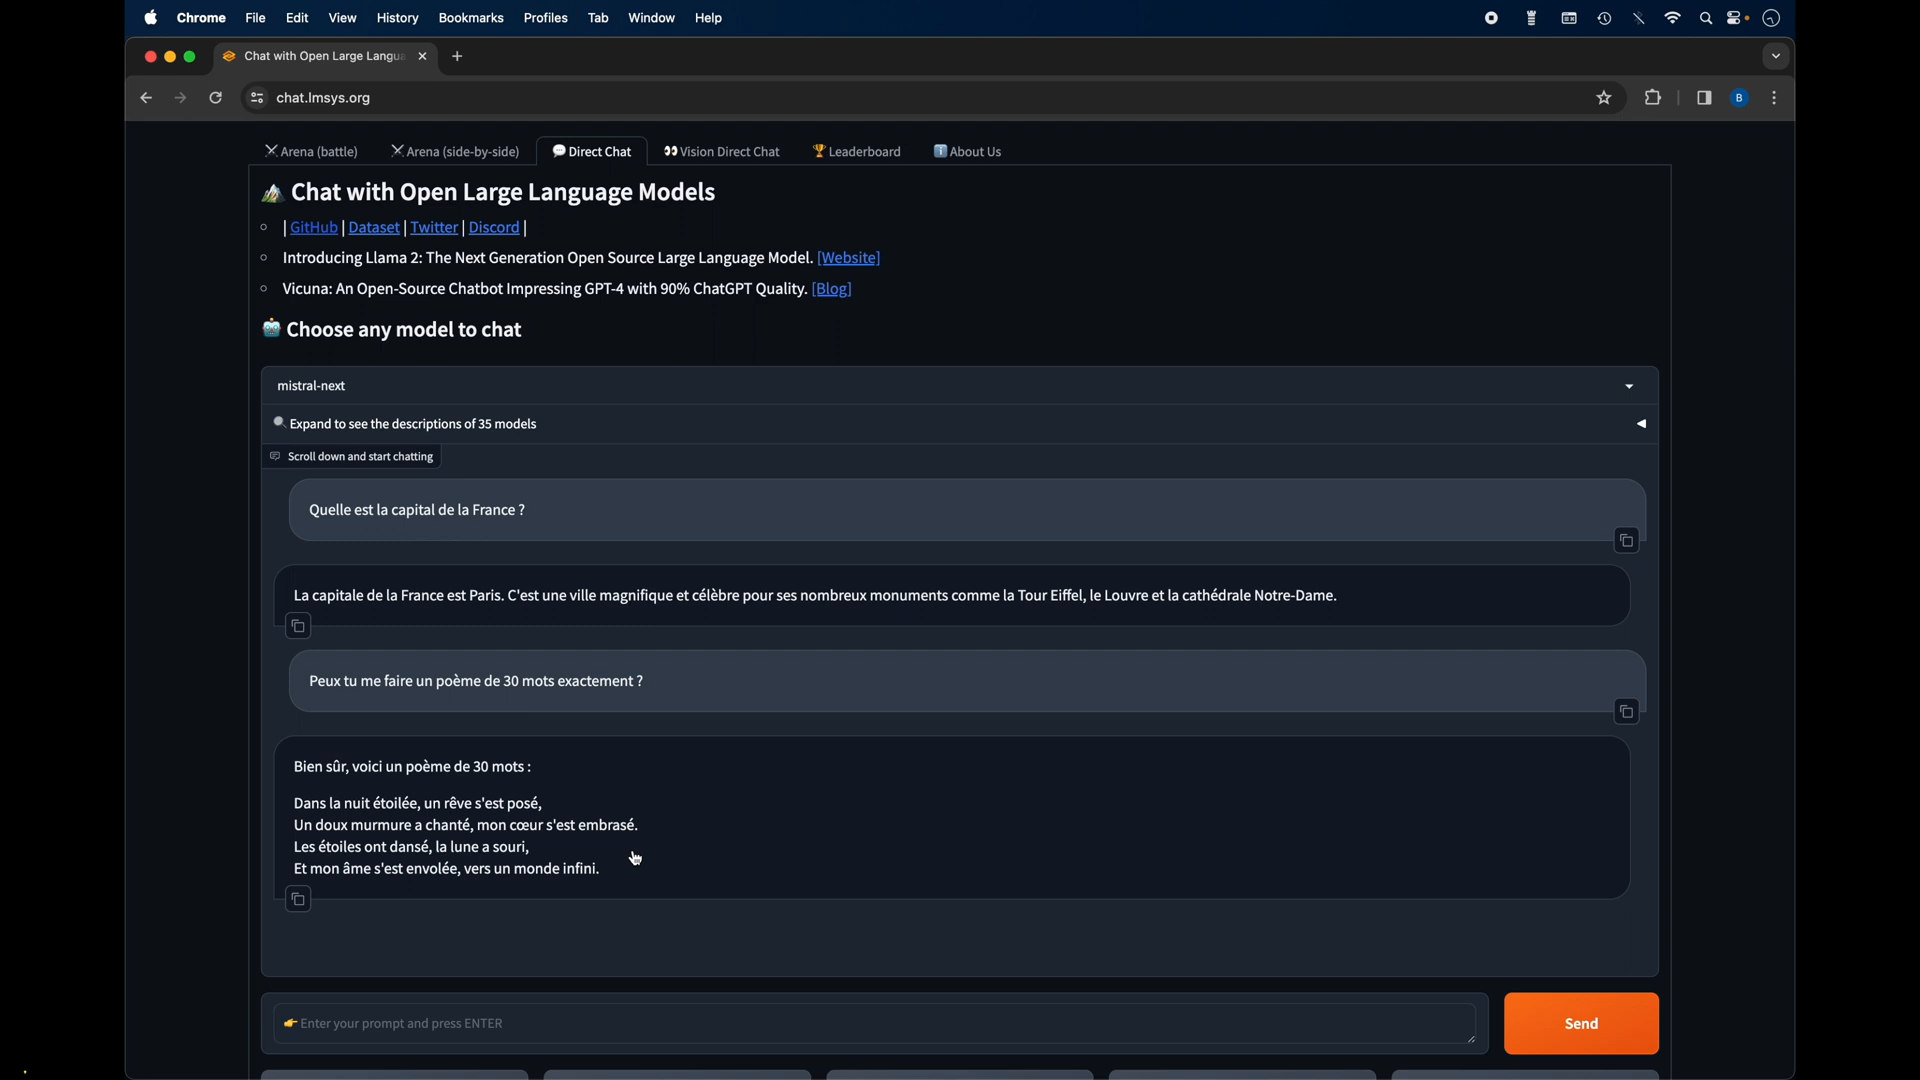 Chrome File Edit View History Bookmarks Profiles Tab Window Help
Chat with Open Large Langua
chat.lmsys.org
B
⚔️ Arena (battle) ⚔️ Arena (side-by-side) 💬 Direct Chat 👀 Vision Direct Chat 🏆 Leaderboard ℹ️ About Us
🏔️ Chat with Open Large Language Models
| GitHub | Dataset | Twitter | Discord |
Introducing Llama 2: The Next Generation Open Source Large Language Model. [Website]
Vicuna: An Open-Source Chatbot Impressing GPT-4 with 90% ChatGPT Quality. [Blog]
🤖 Choose any model to chat
mistral-next
🔍 Expand to see the descriptions of 35 models
Scroll down and start chatting
Quelle est la capital de la France ?
La capitale de la France est Paris. C'est une ville magnifique et célèbre pour ses nombreux monuments comme la Tour Eiffel, le Louvre et la cathédrale Notre-Dame.
Peux tu me faire un poème de 30 mots exactement ?
Bien sûr, voici un poème de 30 mots :
Dans la nuit étoilée, un rêve s'est posé,
Un doux murmure a chanté, mon cœur s'est embrasé.
Les étoiles ont dansé, la lune a souri,
Et mon âme s'est envolée, vers un monde infini.
👉 Enter your prompt and press ENTER
Send